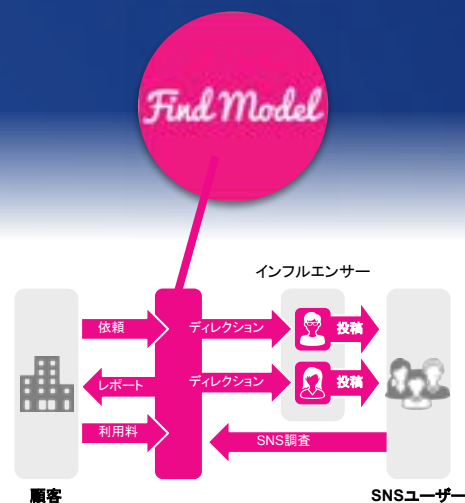 Find Model
インフルエンサー
依頼
ディレクション
投稿
レポート
ディレクション
投稿
利用料
SNS調査
顧客
SNSユーザー